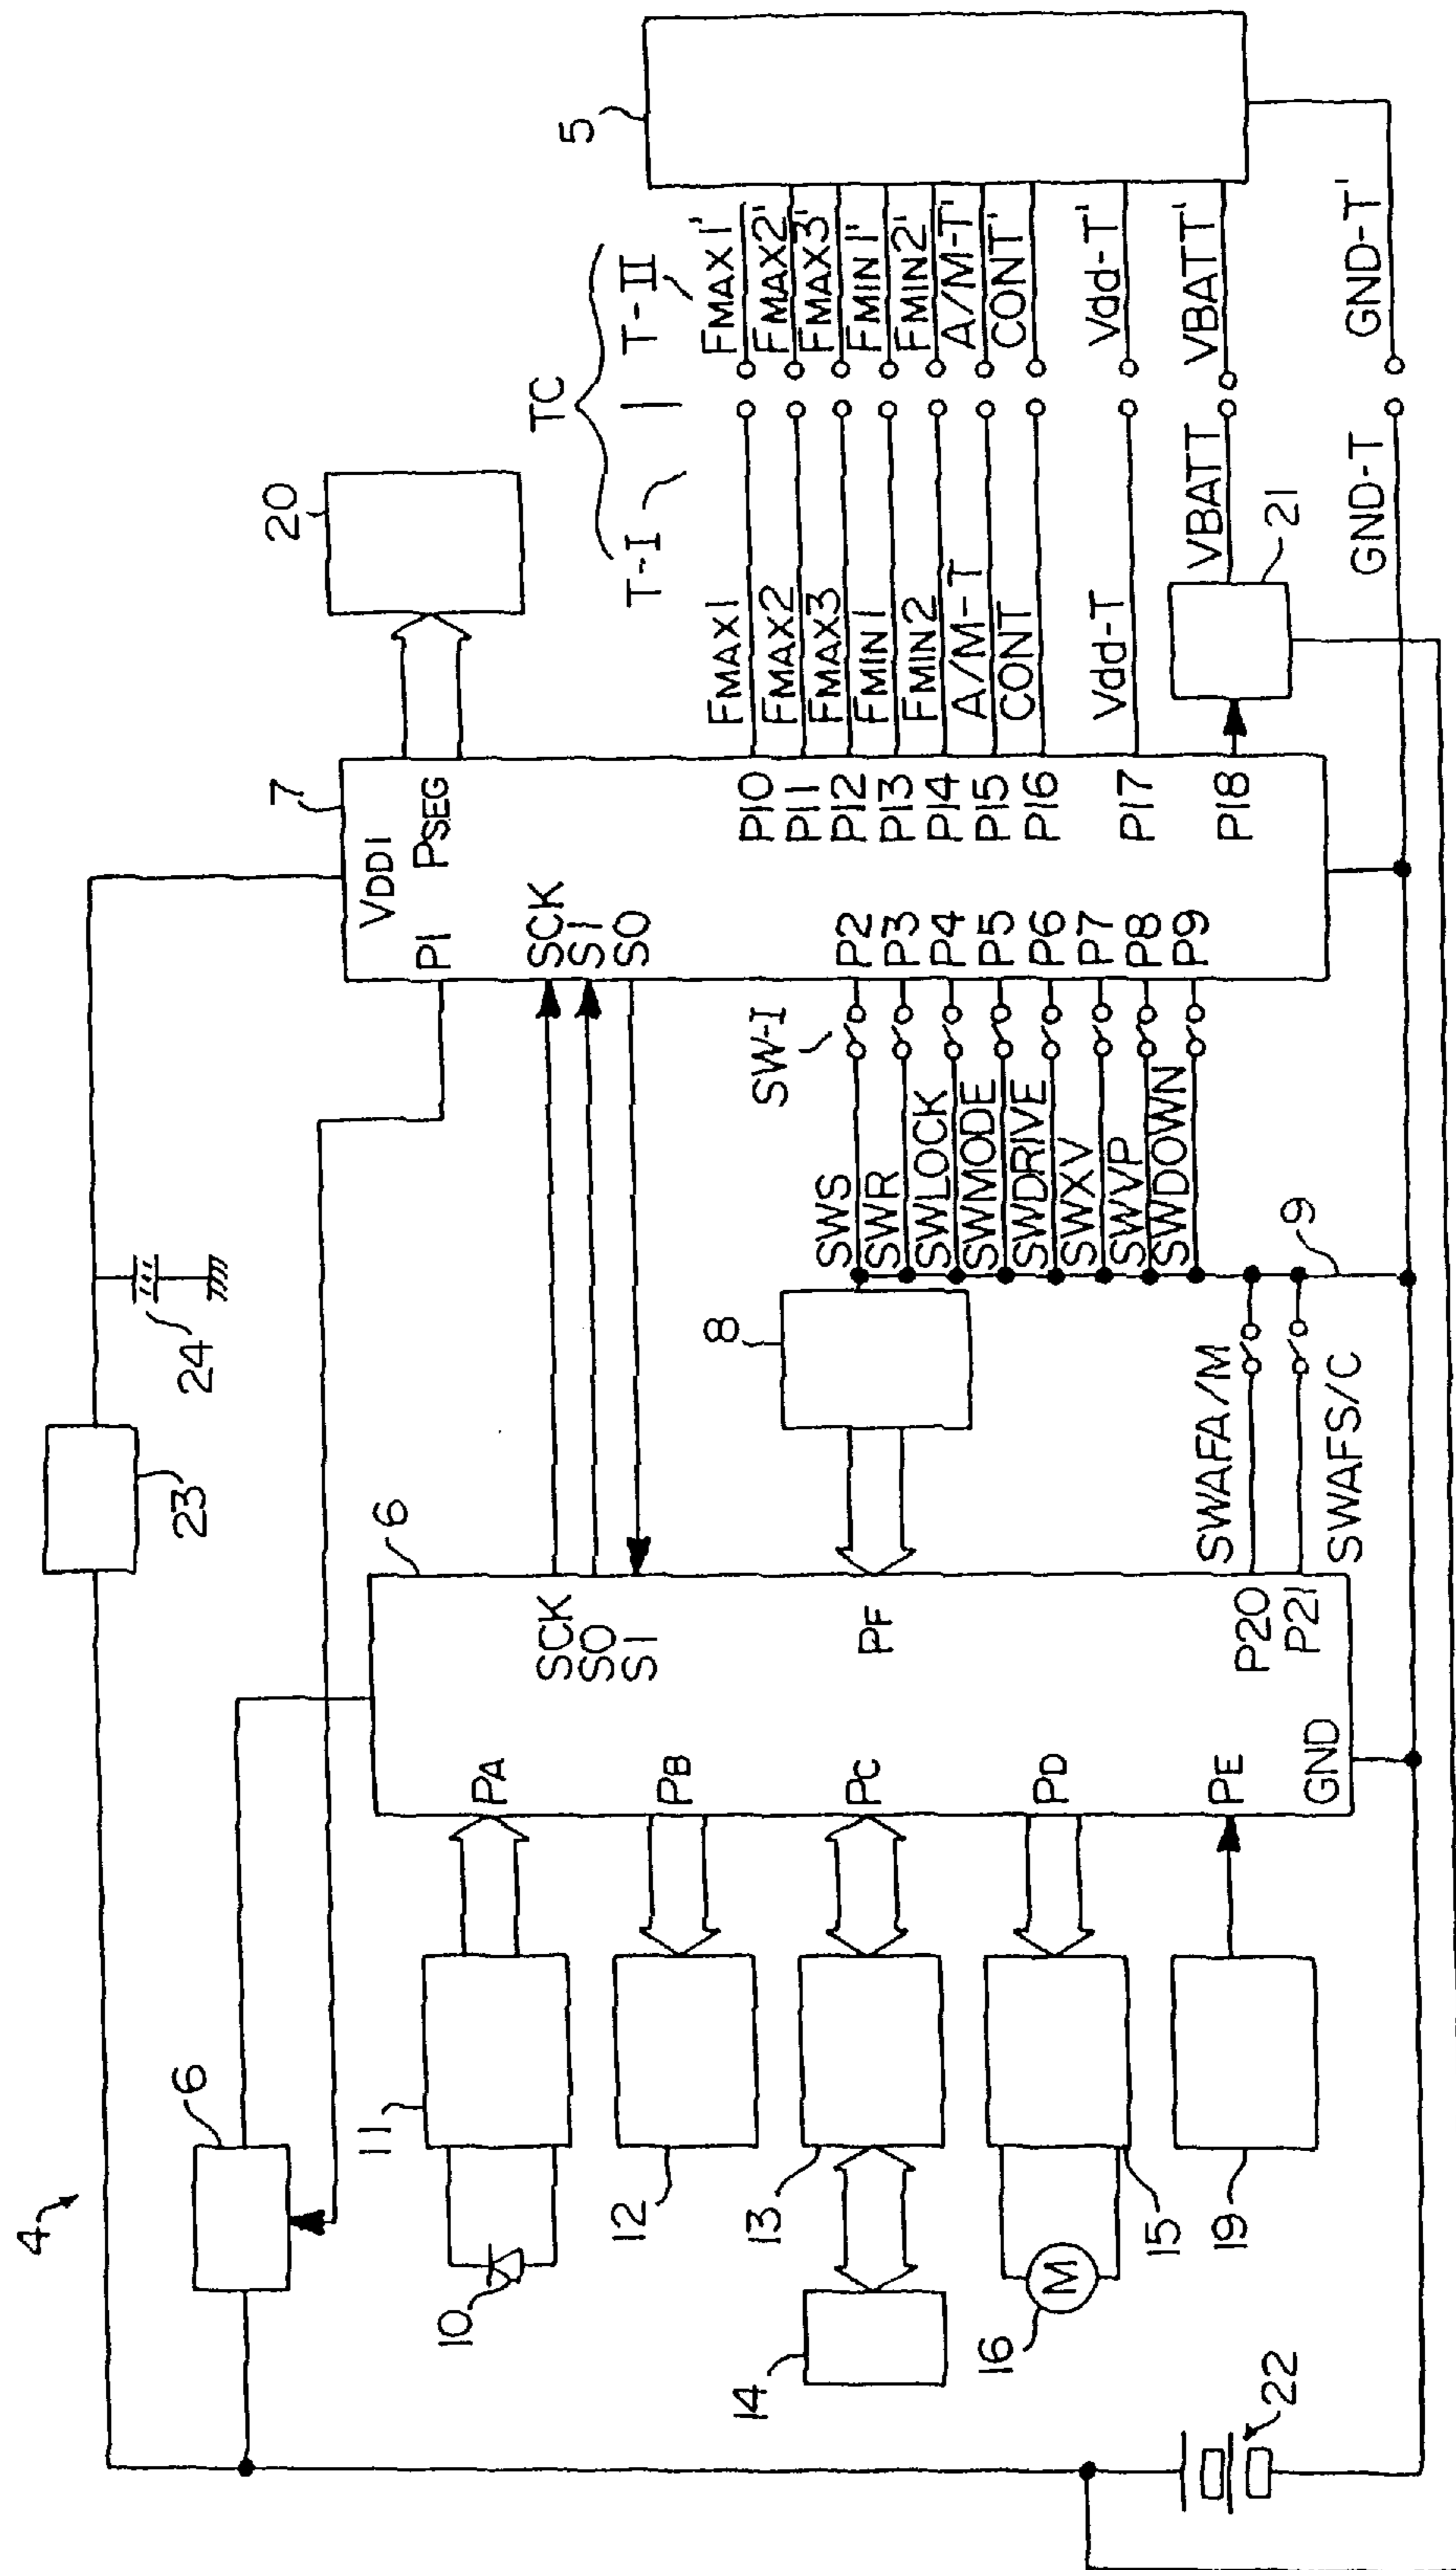 4
6
23
24
7
20
TC
T-I
T-II
5
VDD1
P1
PSEG
SCK
SI
SO
6
SCK
SO
SI
PA
PB
PC
PD
PE
PF
GND
P20
P21
10
11
12
13
14
15
M
16
19
22
8
9
SW-I
SWS
SWR
SWLOCK
SWMODE
SWDRIVE
SWXV
SWVP
SWDOWN
SWAFA/M
SWAFS/C
P2
P3
P4
P5
P6
P7
P8
P9
P10
P11
P12
P13
P14
P15
P16
P17
P18
FMAX1
FMAX2
FMAX3
FMIN1
FMIN2
A/M-T
CONT
Vdd-T
VBATT
21
GND-T
FMAX1'
FMAX2'
FMAX3'
FMIN1'
FMIN2'
A/M-T'
CONT'
Vdd-T'
VBATT'
GND-T'